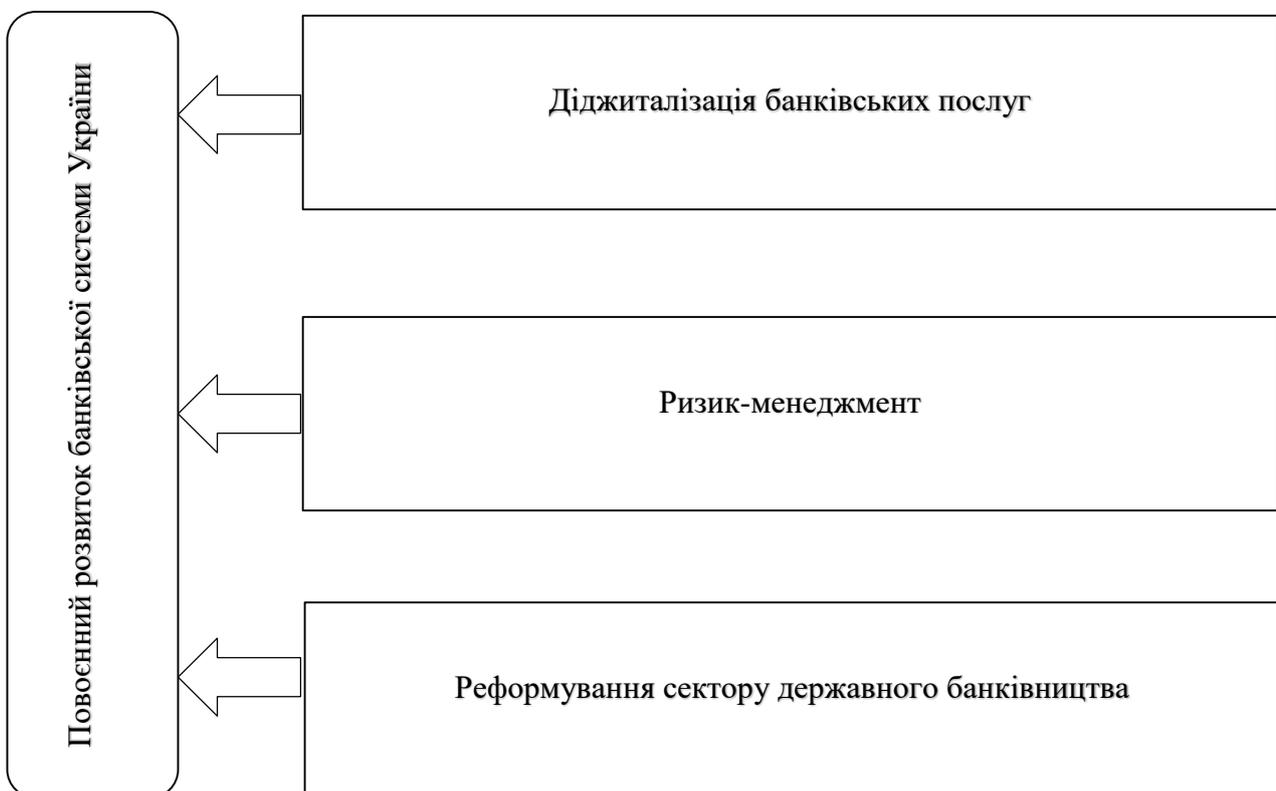 Повоєнний розвиток банківської системи України
Діджиталізація банківських послуг
Ризик-менеджмент
Реформування сектору державного банківництва